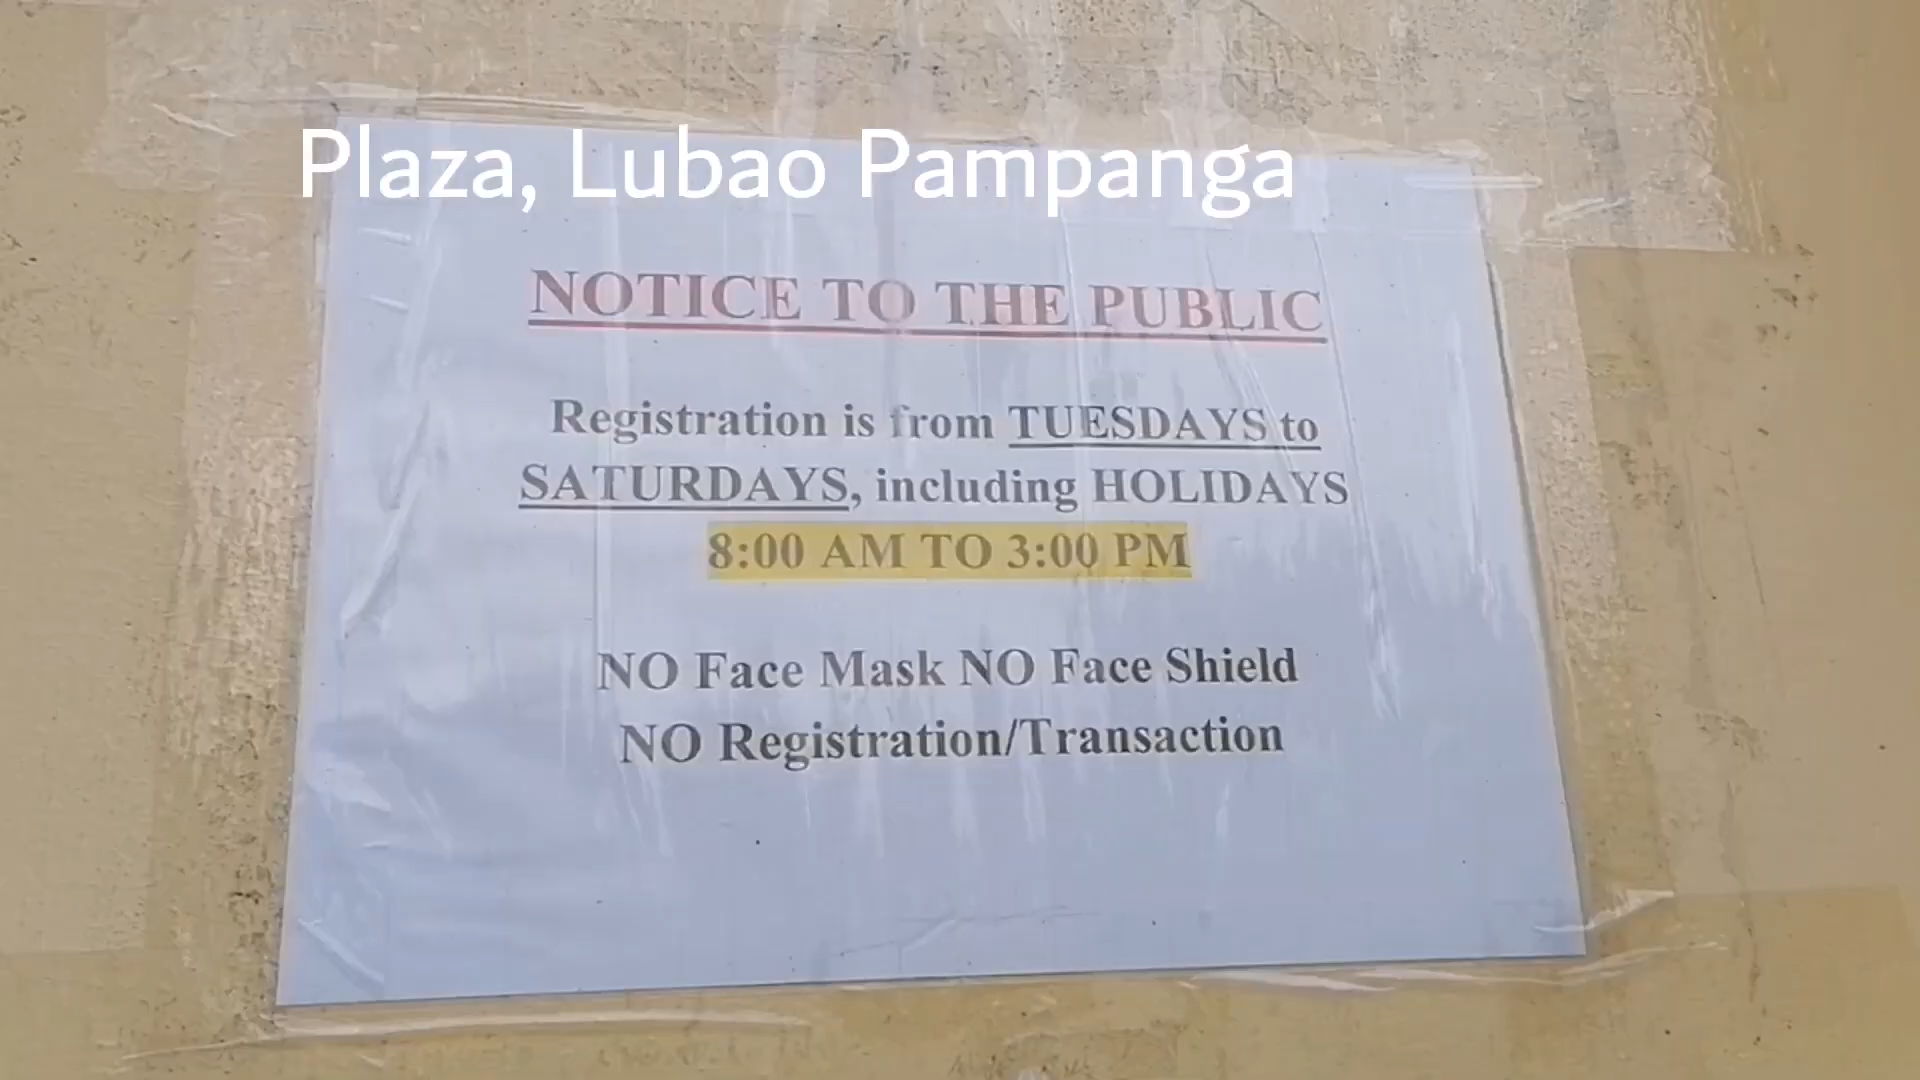 Plaza, Lubao Pampanga
NOTICE TO THE PUBLIC
Registration is from TUESDAYS to
SATURDAYS, including HOLIDAYS
8:00 AM TO 3:00 PM
NO Face Mask NO Face Shield
NO Registration/Transaction